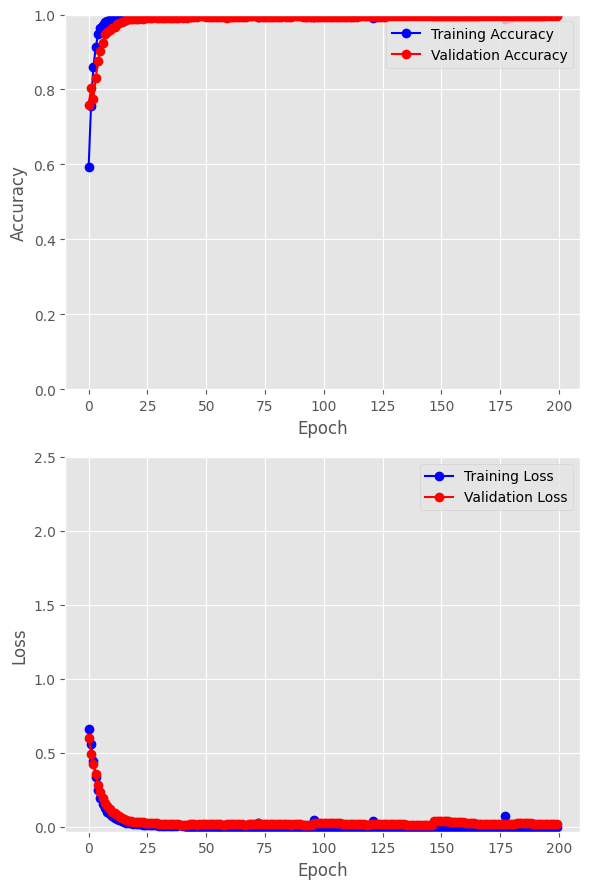 1.0
0.8
0.6
0.4
0.2
0.0
Accuracy
Training Accuracy
Validation Accuracy
0 25 50 75 100 125 150 175 200
Epoch
2.5
2.0
1.5
1.0
0.5
0.0
Loss
Training Loss
Validation Loss
0 25 50 75 100 125 150 175 200
Epoch